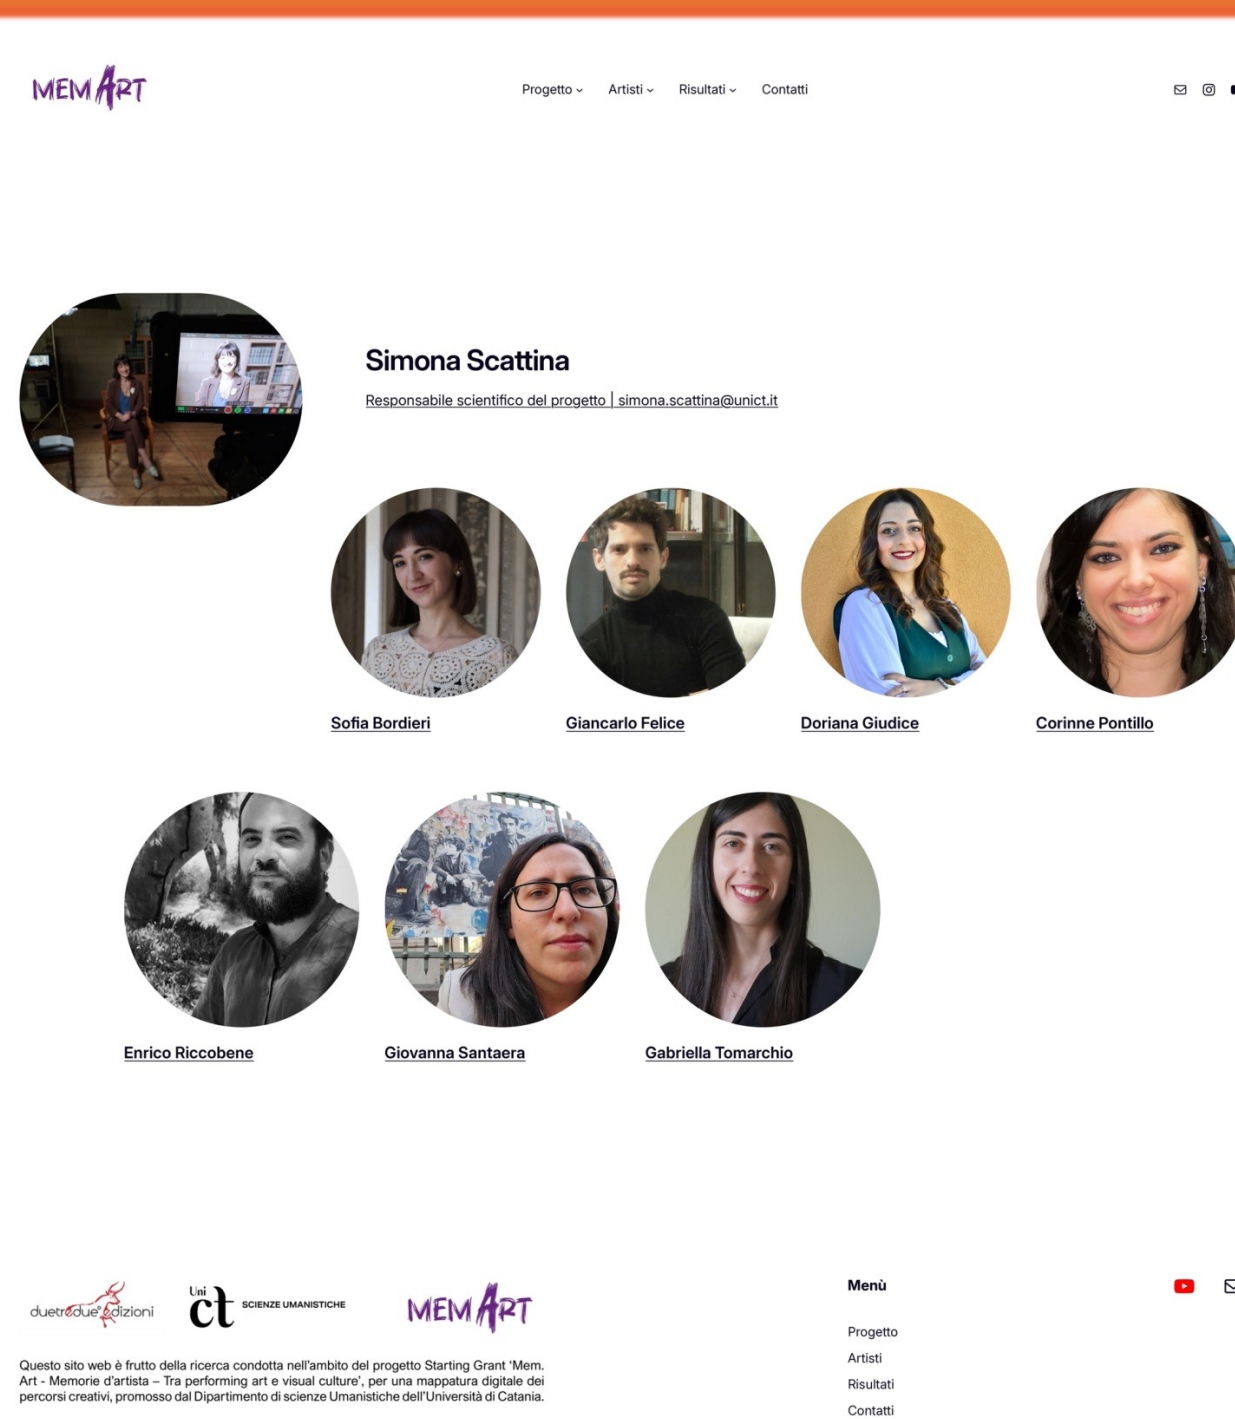 MEMART
Progetto
Artisti
Risultati
Contatti
Simona Scattina
Responsabile scientifico del progetto | simona.scattina@unict.it
Sofia Bordieri
Giancarlo Felice
Doriana Giudice
Corinne Pontillo
Enrico Riccobene
Giovanna Santaera
Gabriella Tomarchio
duetredue edizioni
Uni
ct SCIENZE UMANISTICHE
MEMART
Questo sito web è frutto della ricerca condotta nell'ambito del progetto Starting Grant ‘Mem.
Art - Memorie d'artista – Tra performing art e visual culture’, per una mappatura digitale dei
percorsi creativi, promosso dal Dipartimento di scienze Umanistiche dell'Università di Catania.
Menù
Progetto
Artisti
Risultati
Contatti